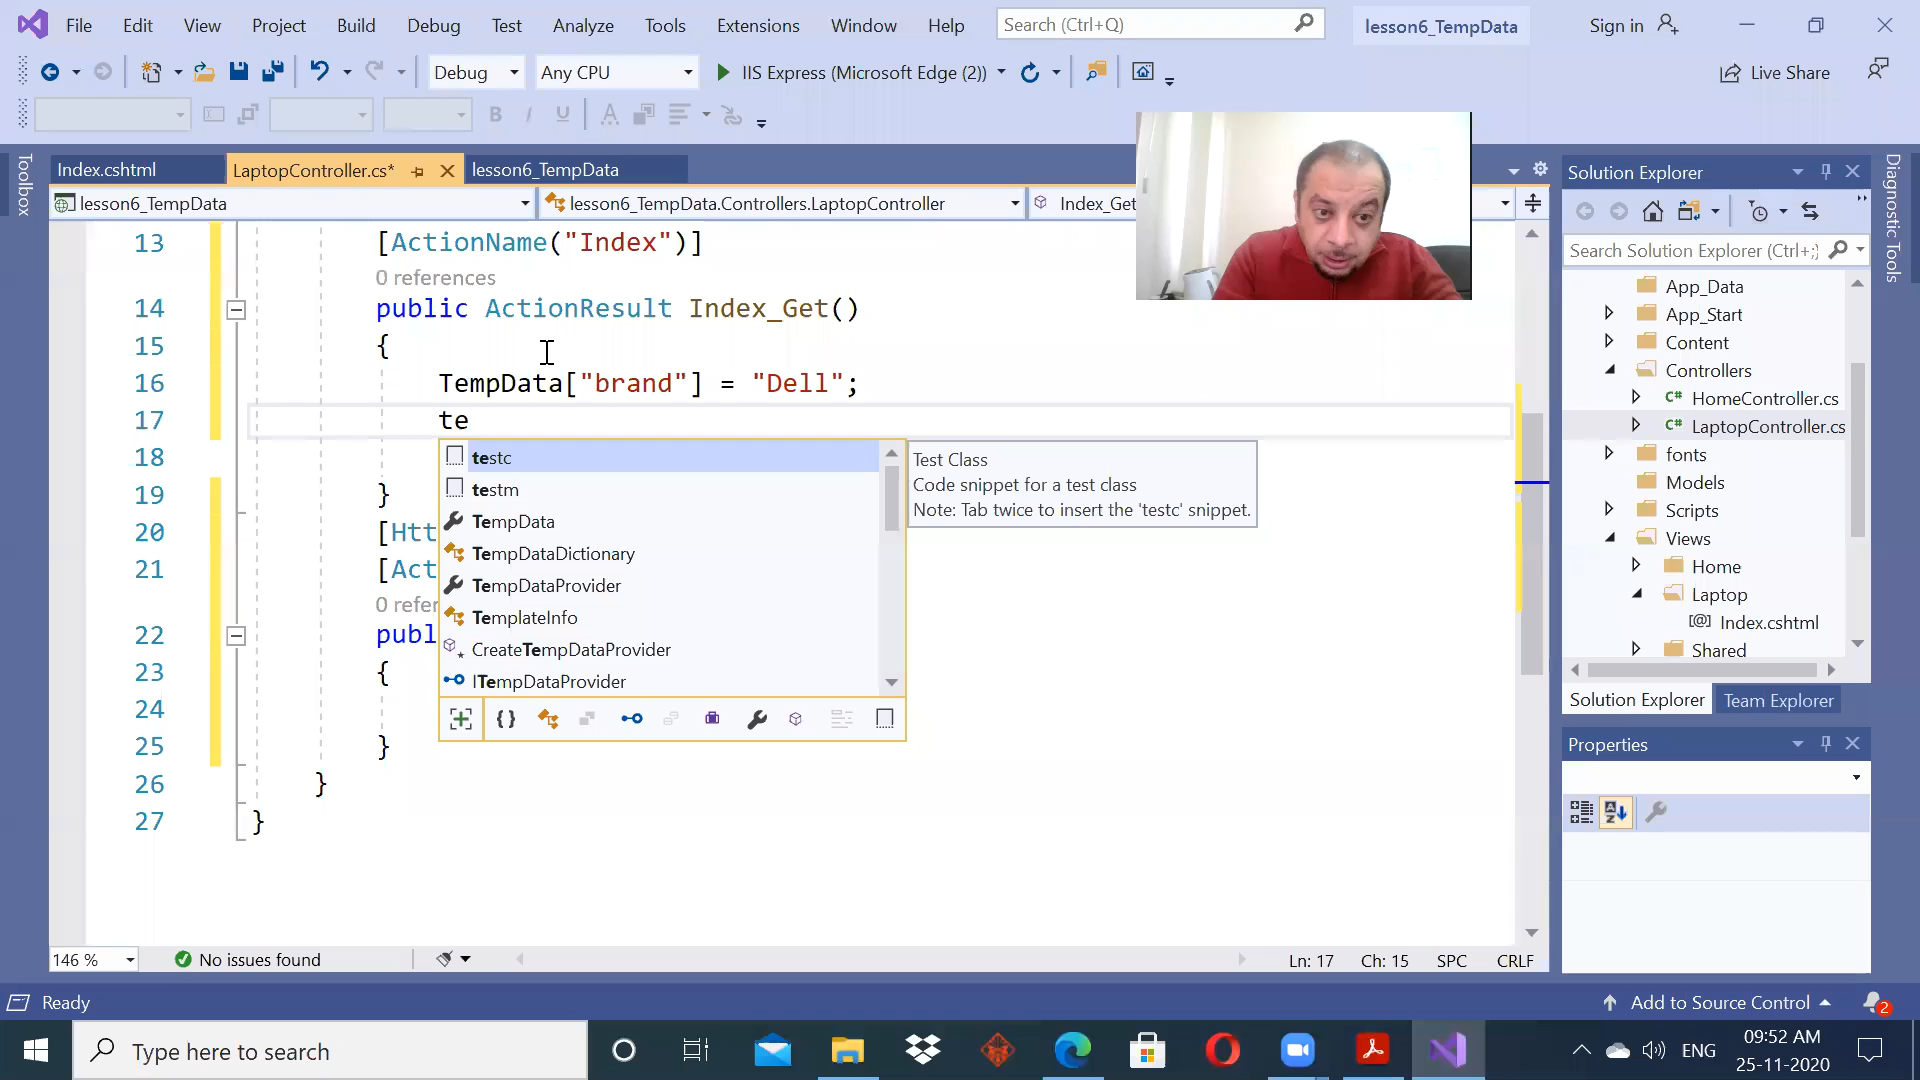 File Edit View Project Build Debug Test Analyze Tools Extensions Window Help Search (Ctrl+Q) lesson6_TempData Sign in
Debug Any CPU IIS Express (Microsoft Edge (2)) Live Share
B I U A
Toolbox
Index.cshtml LaptopController.cs* lesson6_TempData
lesson6_TempData lesson6_TempData.Controllers.LaptopController Index_Get
13 [ActionName("Index")]
0 references
14 public ActionResult Index_Get()
15 {
16 TempData["brand"] = "Dell";
17 te
18
19 }
20 [Htt
21 [Act
0 refer
22 publ
23 {
24
25 }
26 }
27 }
testc
testm
TempData
TempDataDictionary
TempDataProvider
TemplateInfo
CreateTempDataProvider
ITempDataProvider
Test Class
Code snippet for a test class
Note: Tab twice to insert the 'testc' snippet.
146 % No issues found Ln: 17 Ch: 15 SPC CRLF
Solution Explorer
Search Solution Explorer (Ctrl+;)
App_Data
App_Start
Content
Controllers
C# HomeController.cs
C# LaptopController.cs
fonts
Models
Scripts
Views
Home
Laptop
[@] Index.cshtml
Shared
Solution Explorer Team Explorer
Properties
Diagnostic Tools
Ready Add to Source Control 2
Type here to search ENG 09:52 AM
25-11-2020